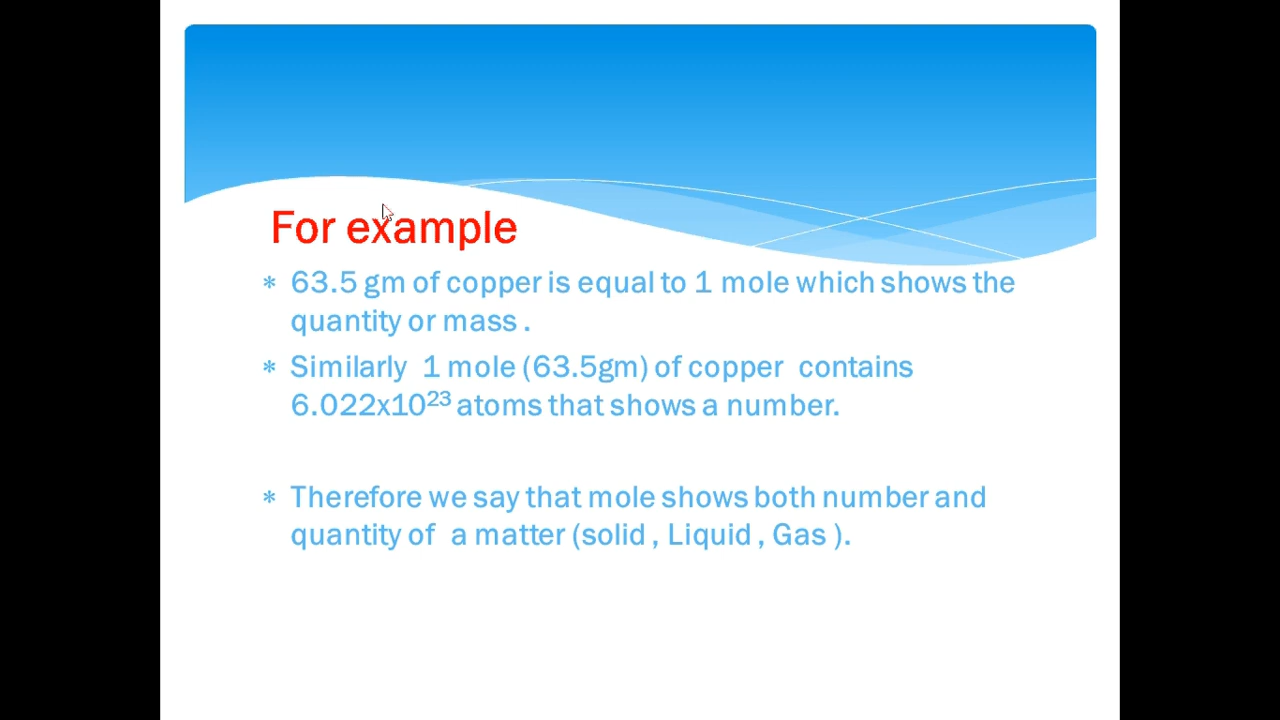 For example
* 63.5 gm of copper is equal to 1 mole which shows the
quantity or mass .
* Similarly 1 mole (63.5gm) of copper contains
6.022x10²³ atoms that shows a number.
* Therefore we say that mole shows both number and
quantity of a matter (solid , Liquid , Gas ).